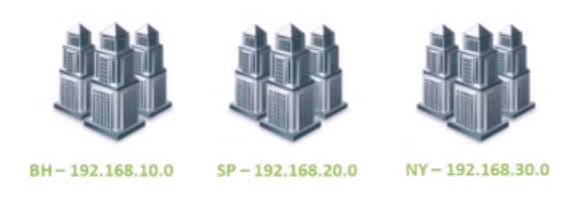 BH – 192.168.10.0
SP – 192.168.20.0
NY – 192.168.30.0